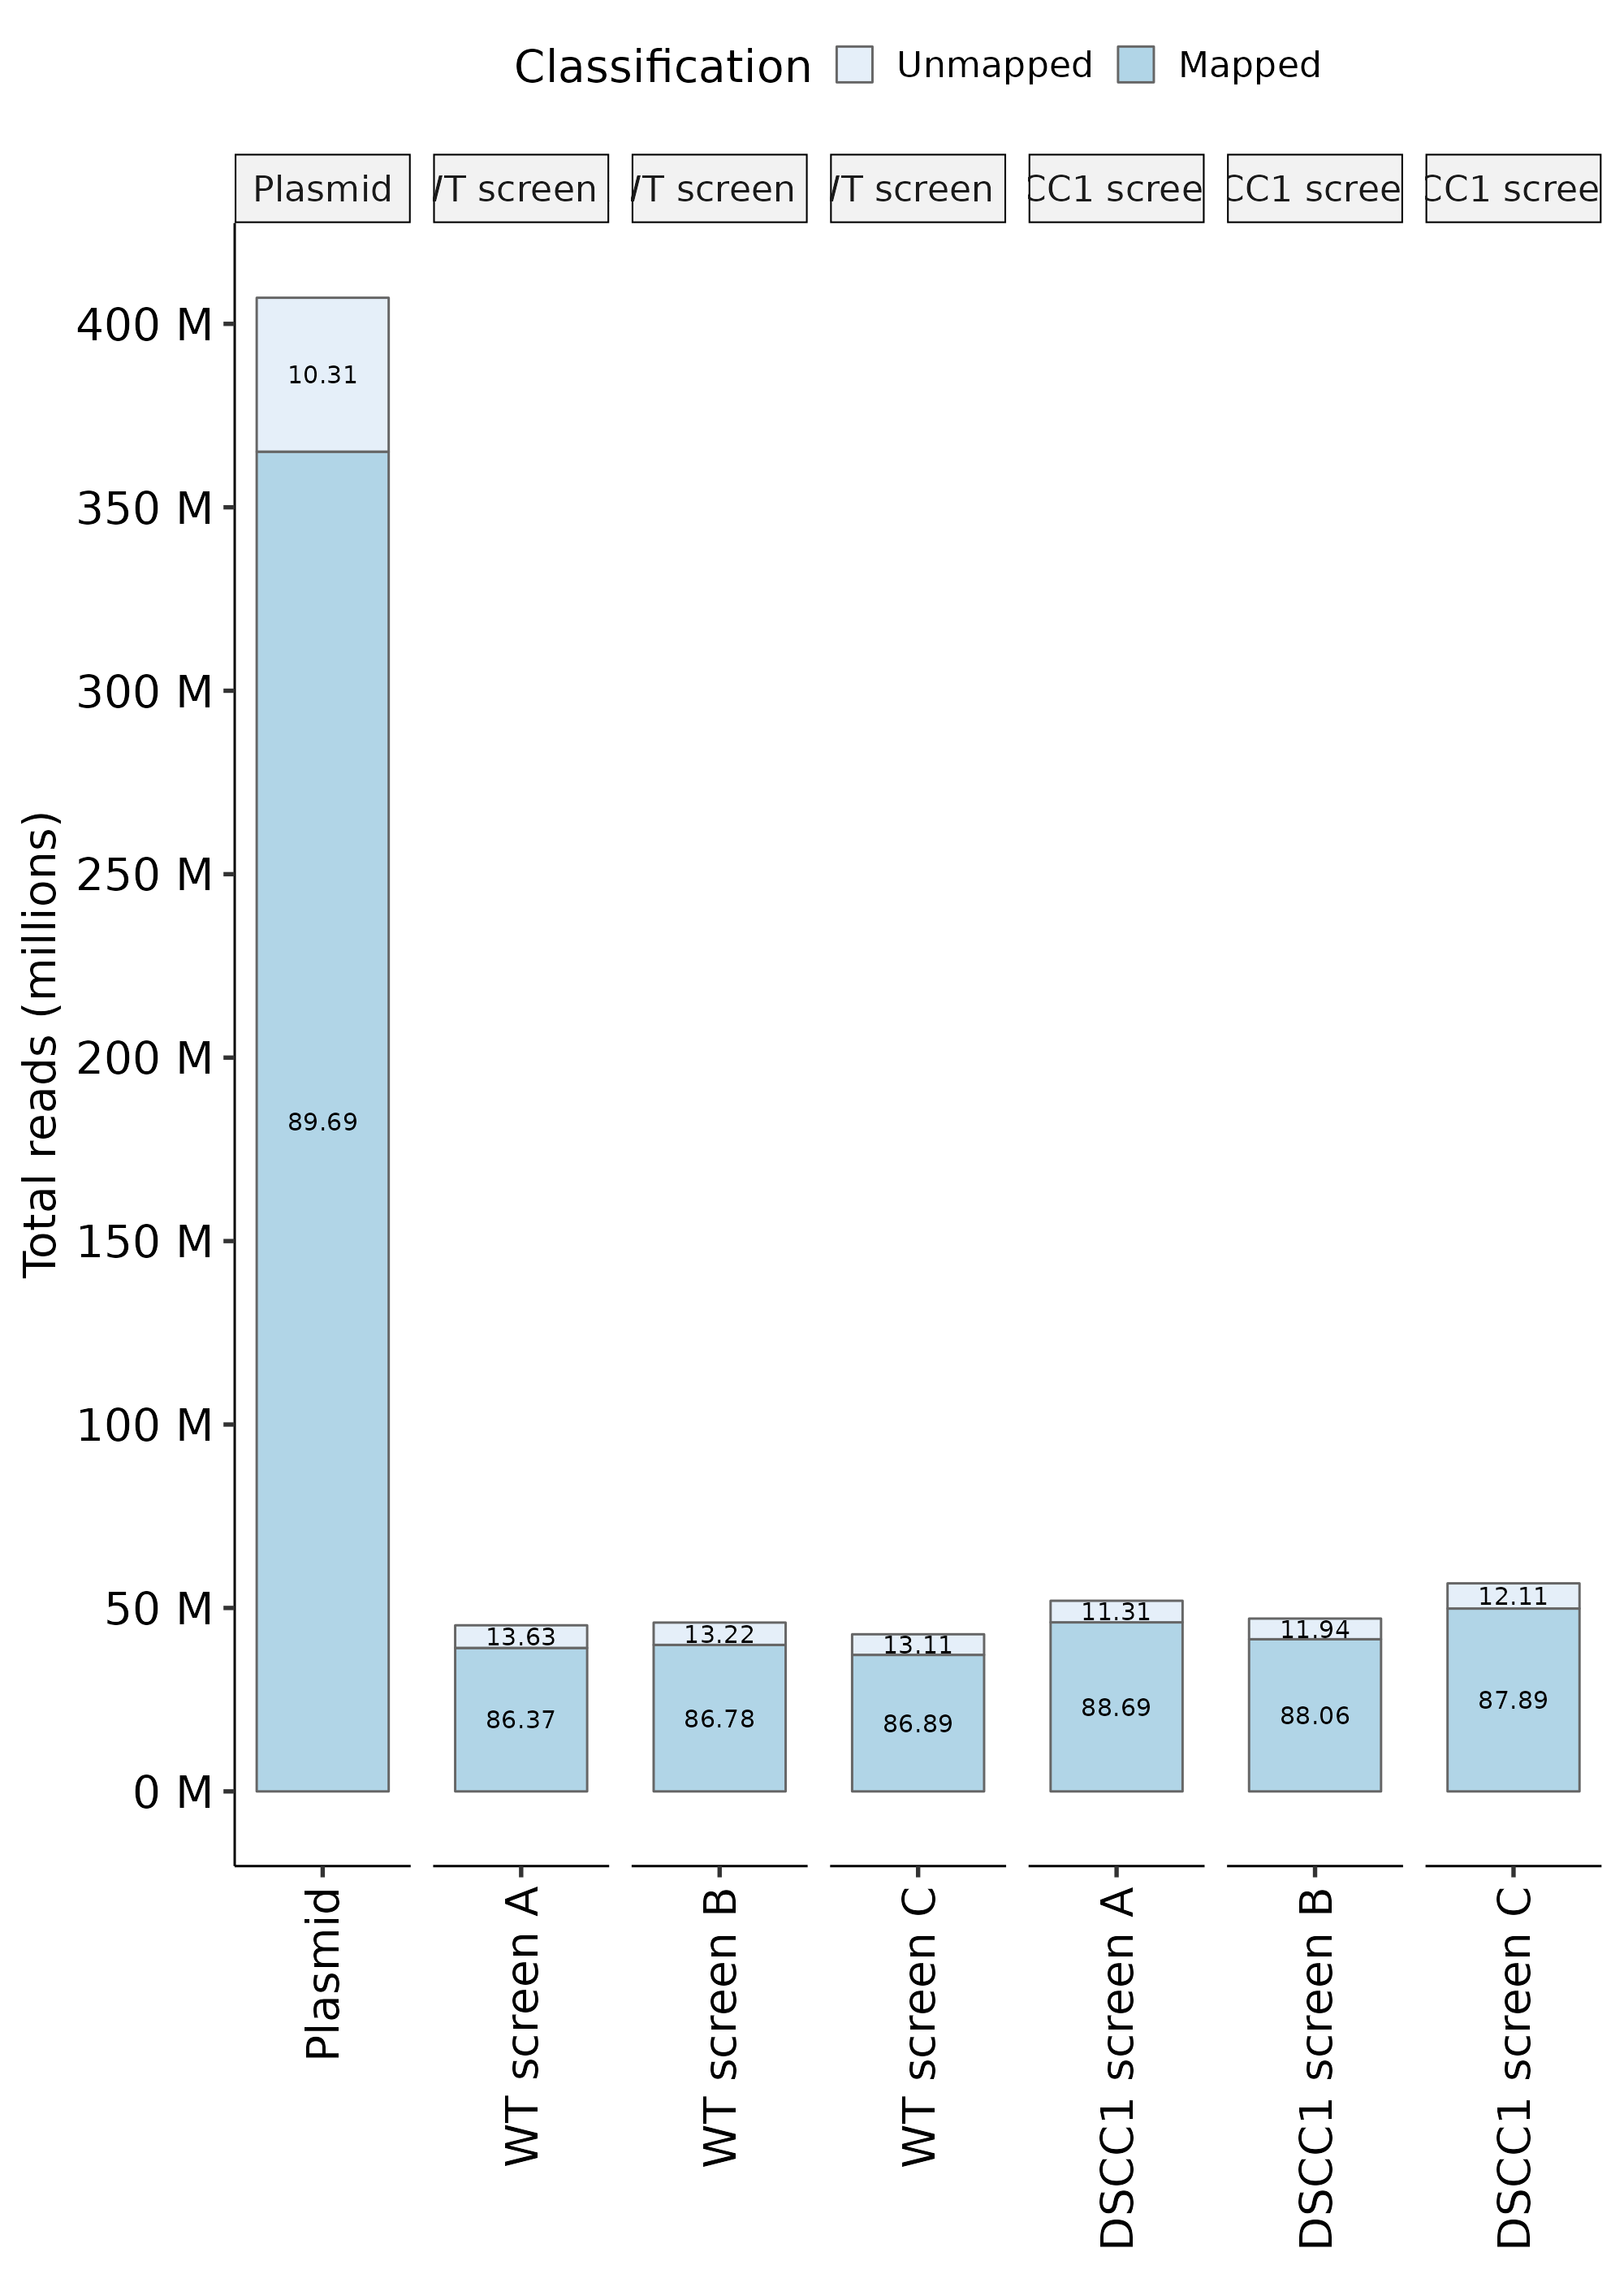 Classification Unmapped Mapped
Plasmid /T screen /T screen /T screen CC1 scree CC1 scree CC1 scree
Total reads (millions)
400 M
350 M
300 M
250 M
200 M
150 M
100 M
50 M
0 M
10.31
89.69
13.63
86.37
13.22
86.78
13.11
86.89
11.31
88.69
11.94
88.06
12.11
87.89
Plasmid
WT screen A
WT screen B
WT screen C
DSCC1 screen A
DSCC1 screen B
DSCC1 screen C